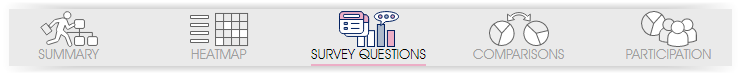 SUMMARY
HEATMAP
SURVEY QUESTIONS
COMPARISONS
PARTICIPATION